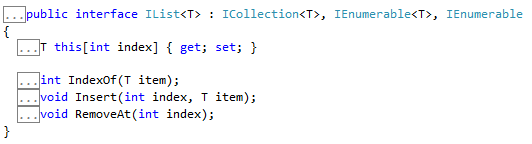 ...public interface IList<T> : ICollection<T>, IEnumerable<T>, IEnumerable
{
...T this[int index] { get; set; }
...int IndexOf(T item);
...void Insert(int index, T item);
...void RemoveAt(int index);
}